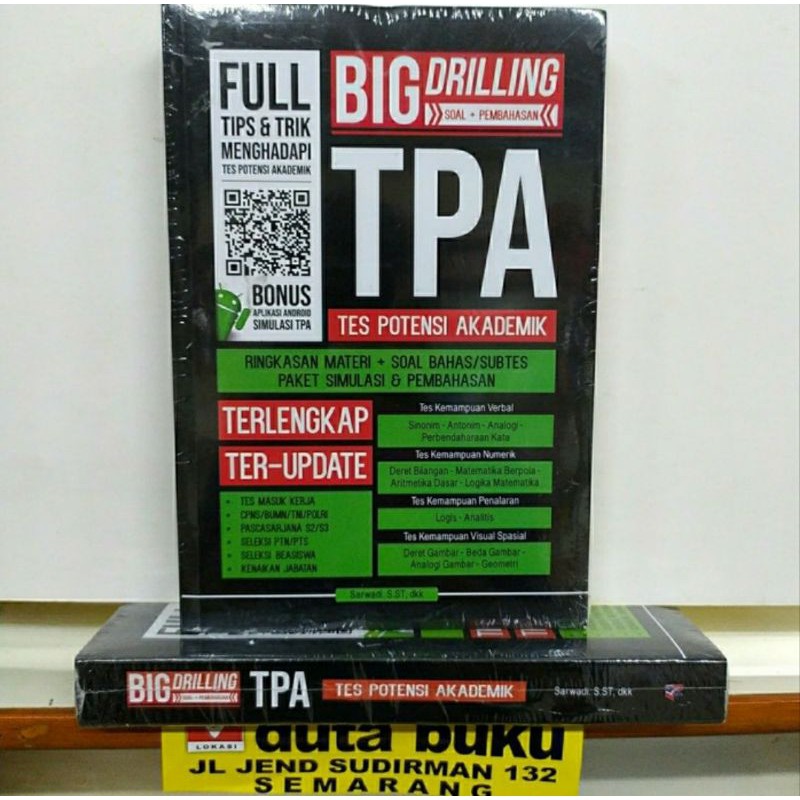 FULL
TIPS & TRIK
MENGHADAPI
TES POTENSI AKADEMIK
BONUS
APLIKASI ANDROID
SIMULASI TPA
BIG DRILLING
SOAL + PEMBAHASAN
TPA
TES POTENSI AKADEMIK
RINGKASAN MATERI + SOAL BAHAS/SUBTES
PAKET SIMULASI & PEMBAHASAN
TERLENGKAP
TER-UPDATE
• TES MASUK KERJA
• CPNS/BUMN/TNI/POLRI
• PASCASARJANA S2/S3
• SELEKSI PTN/PTS
• SELEKSI BEASISWA
• KENAIKAN JABATAN
Tes Kemampuan Verbal
Sinonim - Antonim - Analogi -
Perbendaharaan Kata
Tes Kemampuan Numerik
Deret Bilangan - Matematika Berpola -
Aritmetika Dasar - Logika Matematika
Tes Kemampuan Penalaran
Logis - Analitis
Tes Kemampuan Visual Spasial
Deret Gambar - Beda Gambar -
Analogi Gambar - Geometri
Sarwadi. S.ST, dkk
BIG DRILLING
SOAL + PEMBAHASAN
TPA
TES POTENSI AKADEMIK
Sarwadi. S.ST, dkk
LOKASI
duta buku
JL JEND SUDIRMAN 132
SEMARANG